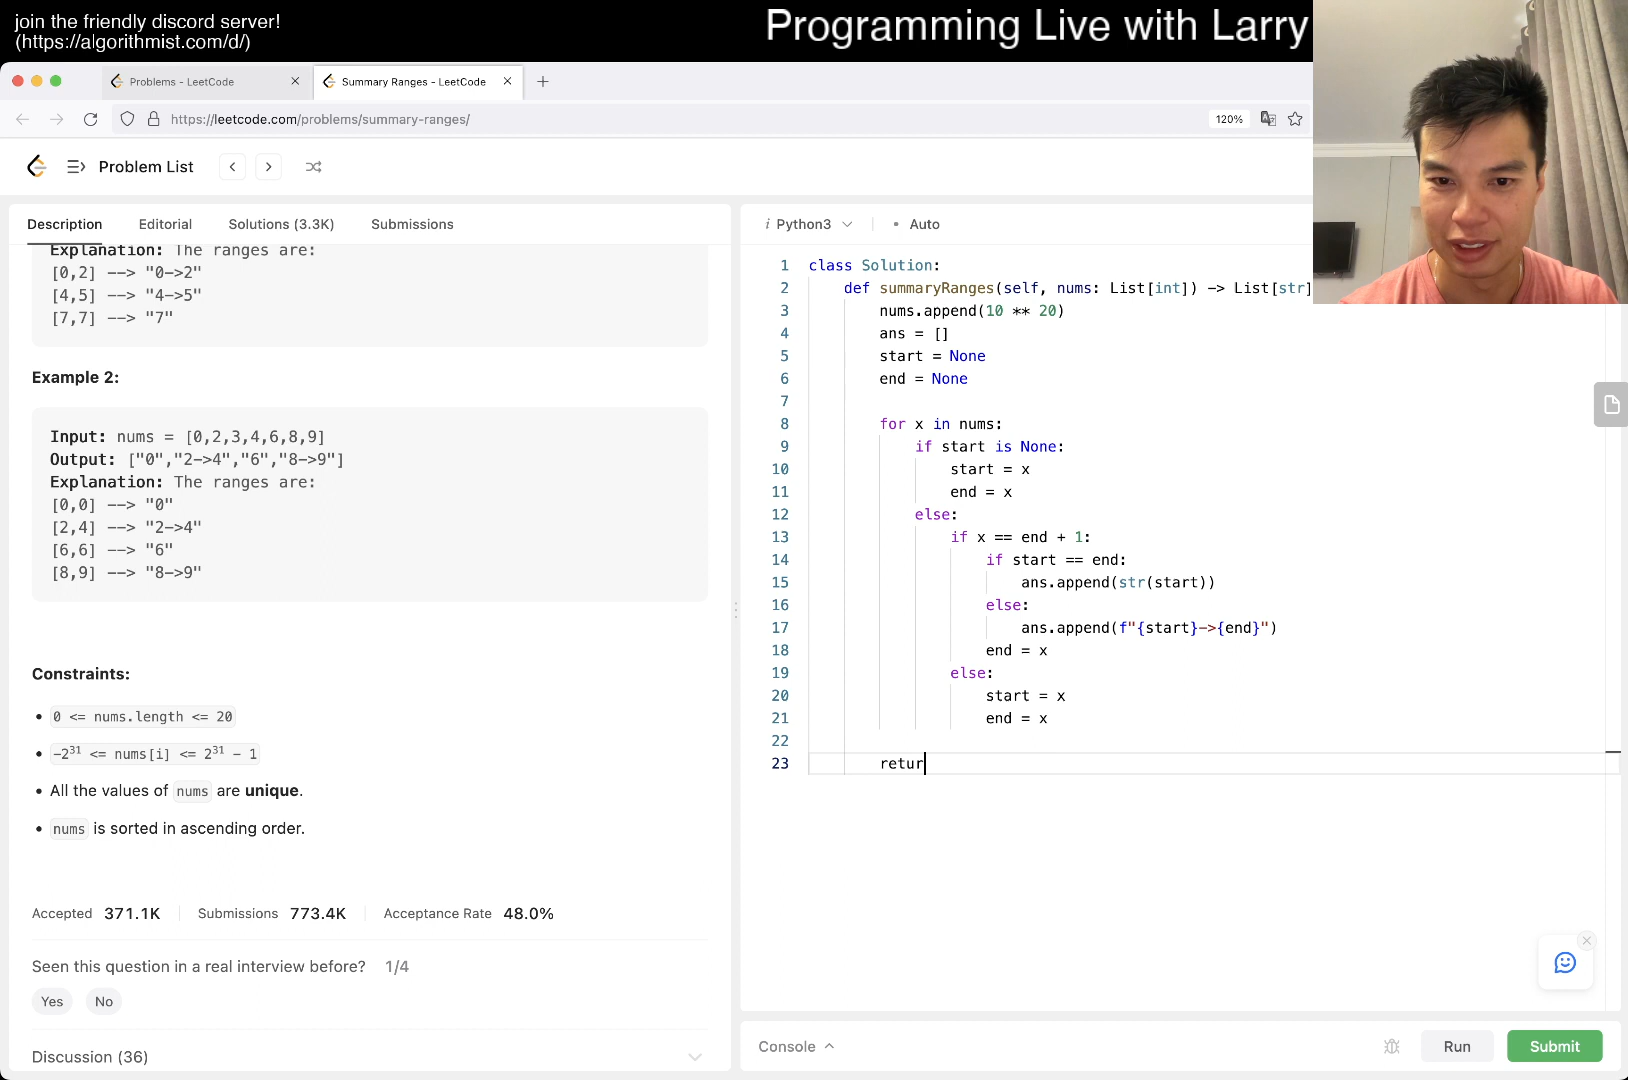 join the friendly discord server!
(https://algorithmist.com/d/)
Programming Live with Larry
Problems - LeetCode
Summary Ranges - LeetCode
https://leetcode.com/problems/summary-ranges/
120%
Problem List
Description
Editorial
Solutions (3.3K)
Submissions
Explanation: The ranges are:
[0,2] --> "0->2"
[4,5] --> "4->5"
[7,7] --> "7"
Example 2:
Input: nums = [0,2,3,4,6,8,9]
Output: ["0","2->4","6","8->9"]
Explanation: The ranges are:
[0,0] --> "0"
[2,4] --> "2->4"
[6,6] --> "6"
[8,9] --> "8->9"
Constraints:
• 0 <= nums.length <= 20
• -2^31 <= nums[i] <= 2^31 - 1
• All the values of nums are unique.
• nums is sorted in ascending order.
Accepted 371.1K
Submissions 773.4K
Acceptance Rate 48.0%
Seen this question in a real interview before? 1/4
Yes
No
Discussion (36)
i Python3
• Auto
1 class Solution:
2 def summaryRanges(self, nums: List[int]) -> List[str]
3 nums.append(10 ** 20)
4 ans = []
5 start = None
6 end = None
7
8 for x in nums:
9 if start is None:
10 start = x
11 end = x
12 else:
13 if x == end + 1:
14 if start == end:
15 ans.append(str(start))
16 else:
17 ans.append(f"{start}->{end}")
18 end = x
19 else:
20 start = x
21 end = x
22
23 retur
Console
Run
Submit